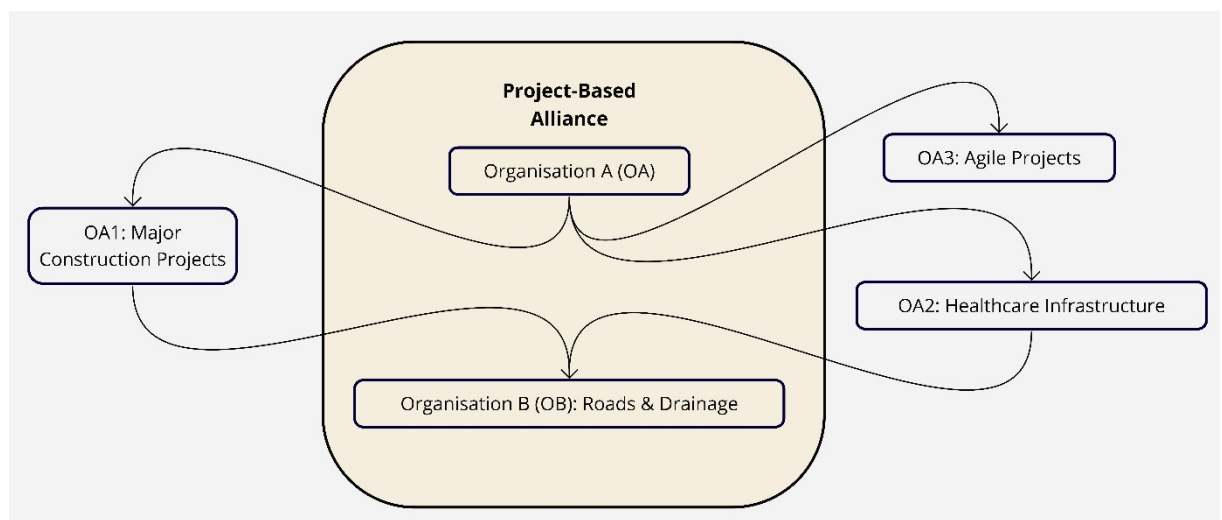 Project-Based
Alliance
Organisation A (OA)
OA3: Agile Projects
OA1: Major
Construction Projects
OA2: Healthcare Infrastructure
Organisation B (OB): Roads & Drainage